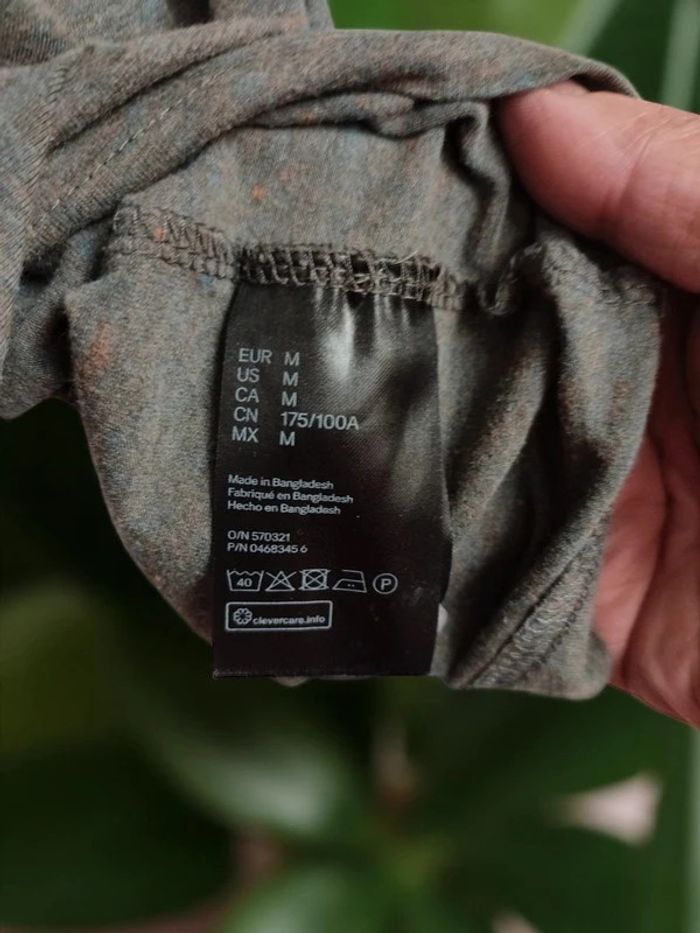 EUR M
US M
CA M
CN 175/100A
MX M
Made in Bangladesh
Fabriqué en Bangladesh
Hecho en Bangladesh
O/N 570321
P/N 0468345 6
40 P
clevercare.info